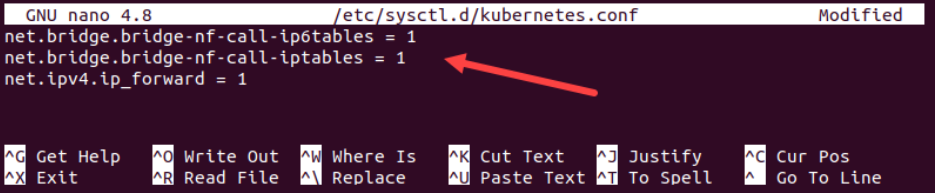 GNU nano 4.8 /etc/sysctl.d/kubernetes.conf Modified
net.bridge.bridge-nf-call-ip6tables = 1
net.bridge.bridge-nf-call-iptables = 1
net.ipv4.ip_forward = 1
^G Get Help ^O Write Out ^W Where Is ^K Cut Text ^J Justify ^C Cur Pos
^X Exit ^R Read File ^\ Replace ^U Paste Text ^T To Spell ^_ Go To Line